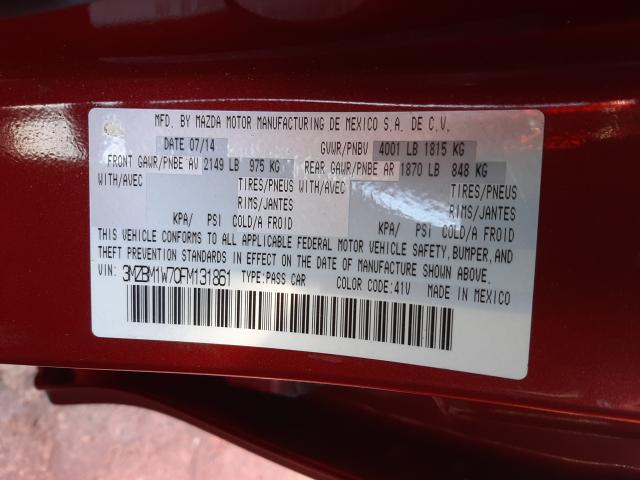 MFD. BY MAZDA MOTOR MANUFACTURING DE MEXICO S.A. DE C.V.
DATE 07/14 GVWR/PNBV 4001 LB 1815 KG
FRONT GAWR/PNBE AV 2149 LB 975 KG REAR GAWR/PNBE AR 1870 LB 848 KG
WITH/AVEC TIRES/PNEUS WITH/AVEC TIRES/PNEUS
RIMS/JANTES RIMS/JANTES
KPA/ PSI COLD/A FROID KPA/ PSI COLD/A FROID
THIS VEHICLE CONFORMS TO ALL APPLICABLE FEDERAL MOTOR VEHICLE SAFETY, BUMPER, AND
THEFT PREVENTION STANDARDS IN EFFECT ON THE DATE OF MANUFACTURE SHOWN ABOVE.
VIN: 3MZBM1W70FM131861 TYPE:PASS CAR COLOR CODE:41V MADE IN MEXICO